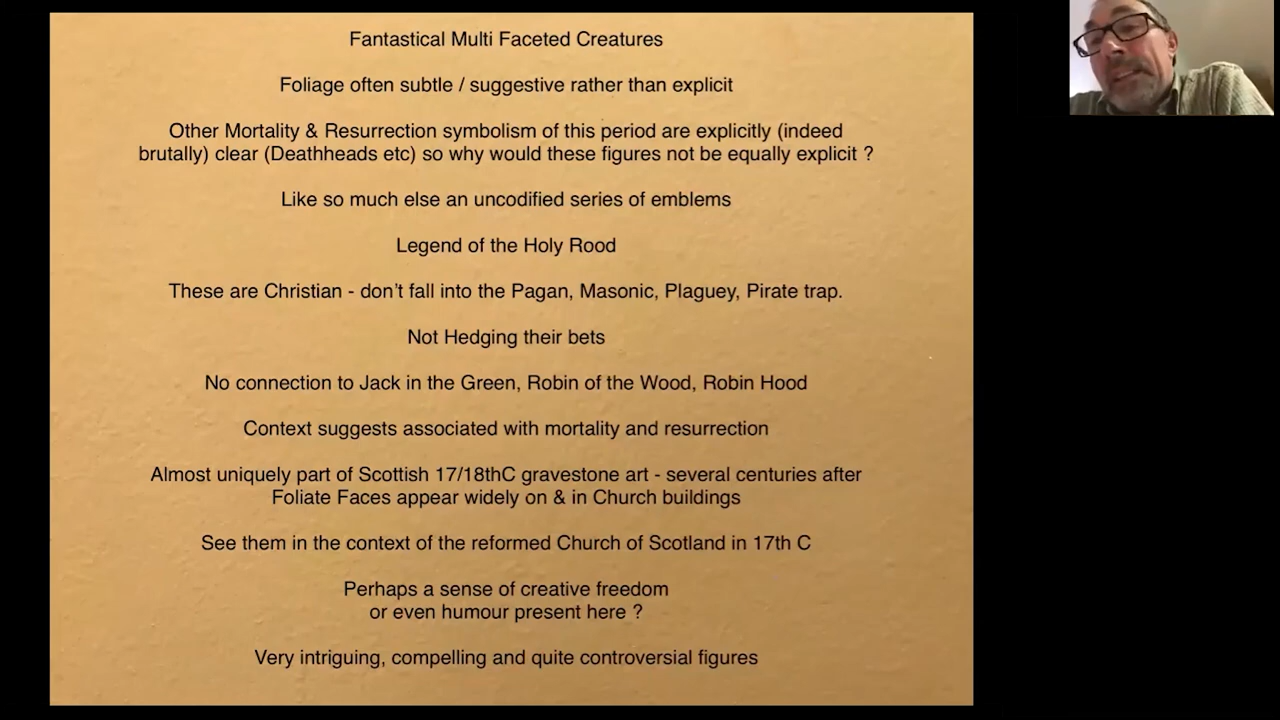 Fantastical Multi Faceted Creatures
Foliage often subtle / suggestive rather than explicit
Other Mortality & Resurrection symbolism of this period are explicitly (indeed
brutally) clear (Deathheads etc) so why would these figures not be equally explicit ?
Like so much else an uncodified series of emblems
Legend of the Holy Rood
These are Christian - don’t fall into the Pagan, Masonic, Plaguey, Pirate trap.
Not Hedging their bets
No connection to Jack in the Green, Robin of the Wood, Robin Hood
Context suggests associated with mortality and resurrection
Almost uniquely part of Scottish 17/18thC gravestone art - several centuries after
Foliate Faces appear widely on & in Church buildings
See them in the context of the reformed Church of Scotland in 17th C
Perhaps a sense of creative freedom
or even humour present here ?
Very intriguing, compelling and quite controversial figures